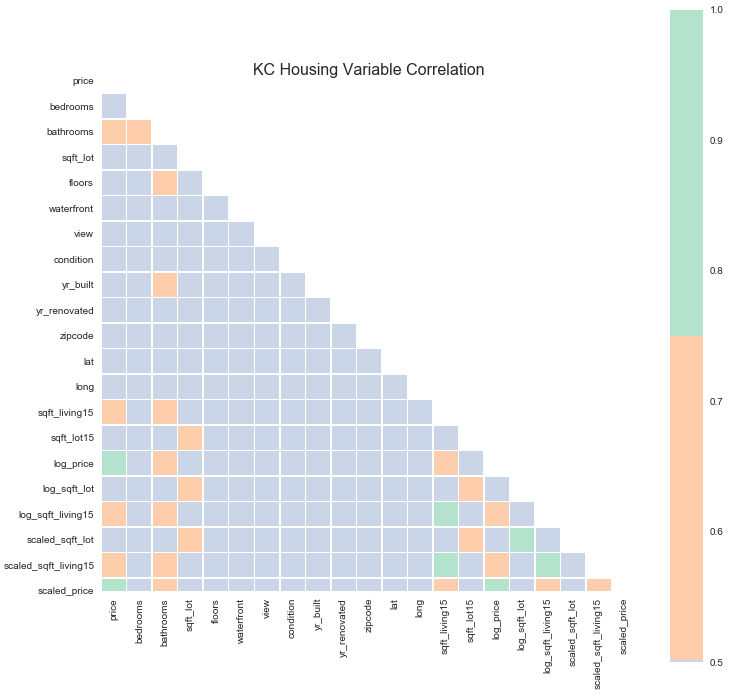 KC Housing Variable Correlation
price
bedrooms
bathrooms
sqft_lot
floors
waterfront
view
condition
yr_built
yr_renovated
zipcode
lat
long
sqft_living15
sqft_lot15
log_price
log_sqft_lot
log_sqft_living15
scaled_sqft_lot
scaled_sqft_living15
scaled_price
price
bedrooms
bathrooms
sqft_lot
floors
waterfront
view
condition
yr_built
yr_renovated
zipcode
lat
long
sqft_living15
sqft_lot15
log_price
log_sqft_lot
log_sqft_living15
scaled_sqft_lot
scaled_sqft_living15
scaled_price
1.0
0.9
0.8
0.7
0.6
0.5